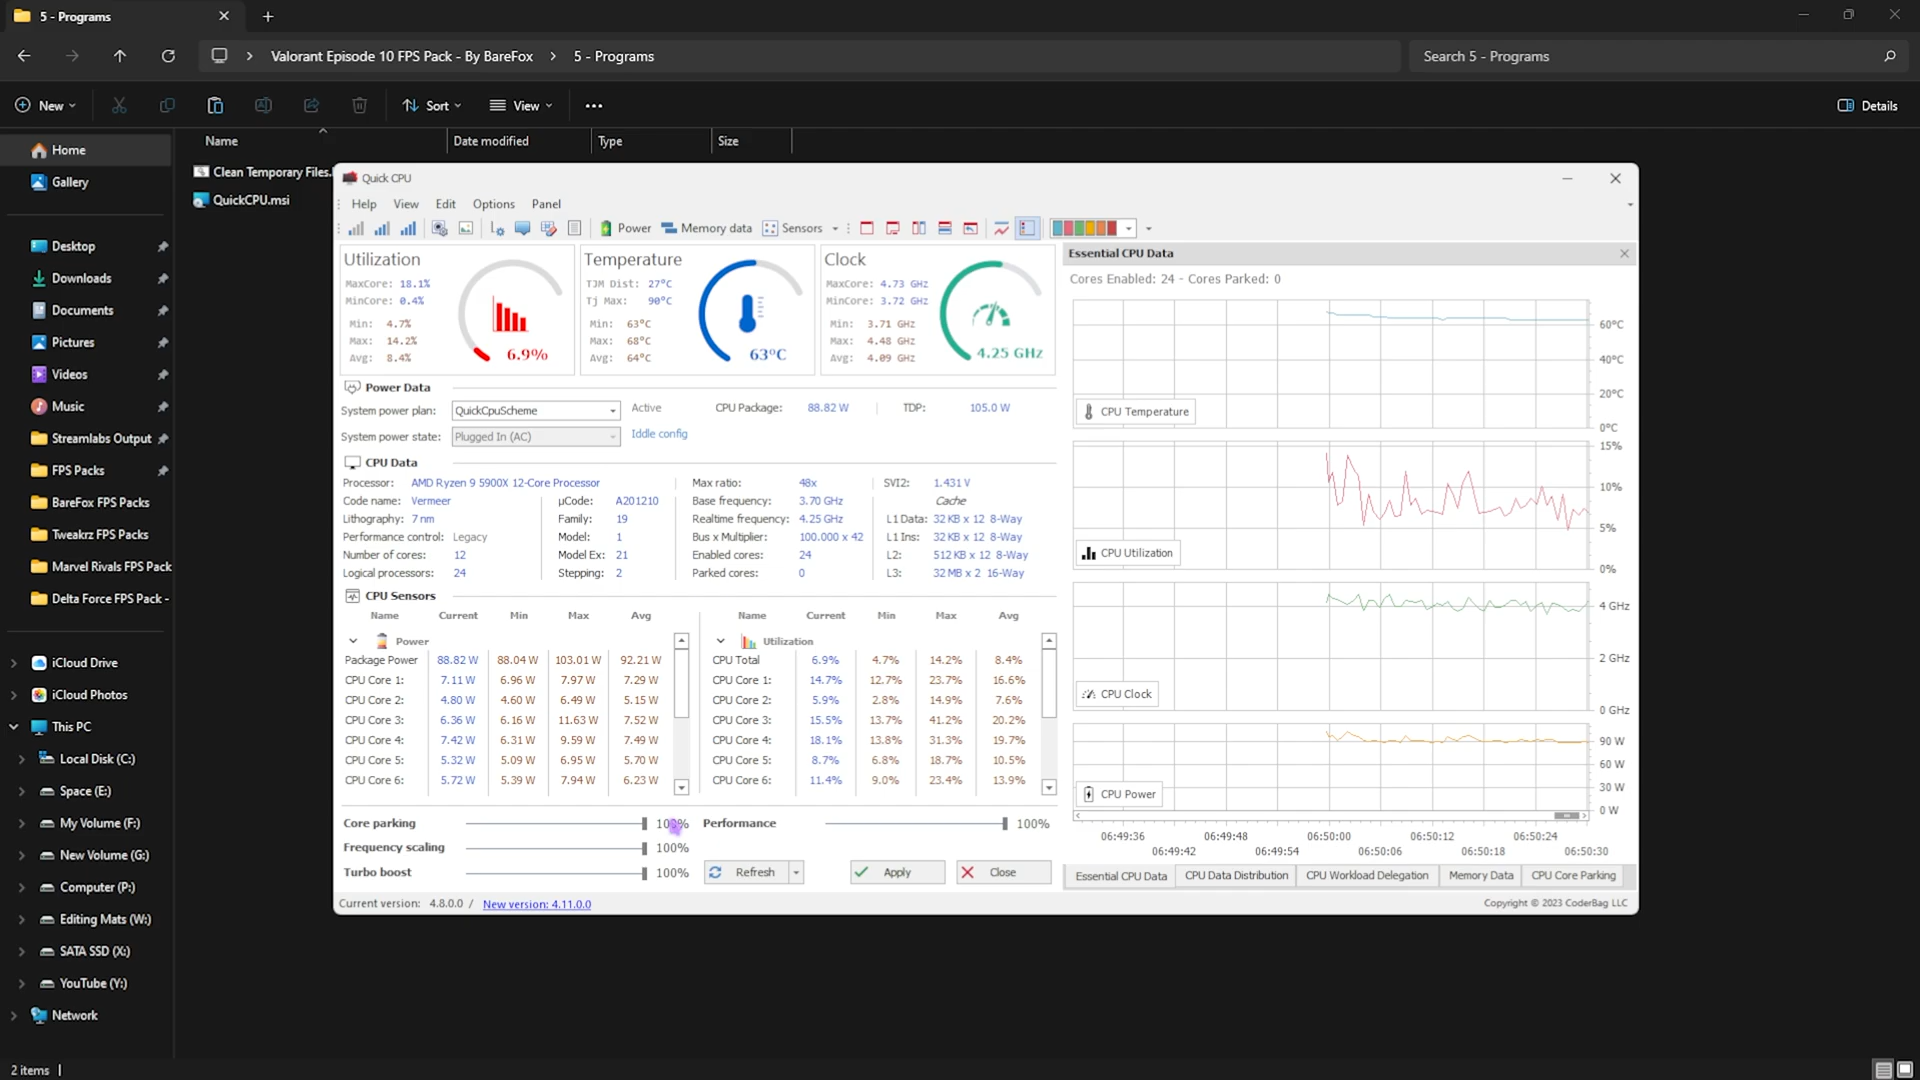 5 - Programs
Valorant Episode 10 FPS Pack - By BareFox > 5 - Programs
Search 5 - Programs
New
Sort
View
Details
Name
Date modified
Type
Size
Home
Gallery
Desktop
Downloads
Documents
Pictures
Videos
Music
Streamlabs Output
FPS Packs
BareFox FPS Packs
Tweakrz FPS Packs
Marvel Rivals FPS Pack
Delta Force FPS Pack -
iCloud Drive
iCloud Photos
This PC
Local Disk (C:)
Space (E:)
My Volume (F:)
New Volume (G:)
Computer (P:)
Editing Mats (W:)
SATA SSD (X:)
YouTube (Y:)
Network
2 items
Clean Temporary Files.
QuickCPU.msi
Quick CPU
Help View Edit Options Panel
Power Memory data Sensors
Utilization
MaxCore: 18.1%
MinCore: 0.4%
Min: 4.7%
Max: 14.2%
Avg: 8.4%
6.9%
Temperature
TJM Dist: 27°C
Tj Max: 90°C
Min: 63°C
Max: 68°C
Avg: 64°C
63°C
Clock
MaxCore: 4.73 GHz
MinCore: 3.72 GHz
Min: 3.71 GHz
Max: 4.48 GHz
Avg: 4.09 GHz
4.25 GHz
Power Data
System power plan: QuickCpuScheme Active CPU Package: 88.82 W TDP: 105.0 W
System power state: Plugged In (AC) Iddle config
CPU Data
Processor: AMD Ryzen 9 5900X 12-Core Processor Max ratio: 48x SVI2: 1.431 V
Code name: Vermeer µCode: A201210 Base frequency: 3.70 GHz Cache
Lithography: 7 nm Family: 19 Realtime frequency: 4.25 GHz L1 Data: 32 KB x 12 8-Way
Performance control: Legacy Model: 1 Bus x Multiplier: 100.000 x 42 L1 Ins: 32 KB x 12 8-Way
Number of cores: 12 Model Ex: 21 Enabled cores: 24 L2: 512 KB x 12 8-Way
Logical processors: 24 Stepping: 2 Parked cores: 0 L3: 32 MB x 2 16-Way
CPU Sensors
Name Current Min Max Avg Name Current Min Max Avg
Power Utilization
Package Power 88.82 W 88.04 W 103.01 W 92.21 W CPU Total 6.9% 4.7% 14.2% 8.4%
CPU Core 1: 7.11 W 6.96 W 7.97 W 7.29 W CPU Core 1: 14.7% 12.7% 23.7% 16.6%
CPU Core 2: 4.80 W 4.60 W 6.49 W 5.15 W CPU Core 2: 5.9% 2.8% 14.9% 7.6%
CPU Core 3: 6.36 W 6.16 W 11.63 W 7.52 W CPU Core 3: 15.5% 13.7% 41.2% 20.2%
CPU Core 4: 7.42 W 6.31 W 9.59 W 7.49 W CPU Core 4: 18.1% 13.8% 31.3% 19.7%
CPU Core 5: 5.32 W 5.09 W 6.95 W 5.70 W CPU Core 5: 8.7% 6.8% 18.7% 10.5%
CPU Core 6: 5.72 W 5.39 W 7.94 W 6.23 W CPU Core 6: 11.4% 9.0% 23.4% 13.9%
Core parking 100% Performance 100%
Frequency scaling 100%
Turbo boost 100% Refresh Apply Close
Current version: 4.8.0.0 / New version: 4.11.0.0
Essential CPU Data
Cores Enabled: 24 - Cores Parked: 0
60°C
40°C
20°C
0°C
CPU Temperature
15%
10%
5%
0%
CPU Utilization
4 GHz
2 GHz
0 GHz
CPU Clock
90 W
60 W
30 W
0 W
CPU Power
06:49:36 06:49:48 06:50:00 06:50:12 06:50:24
06:49:42 06:49:54 06:50:06 06:50:18 06:50:30
Essential CPU Data CPU Data Distribution CPU Workload Delegation Memory Data CPU Core Parking
Copyright © 2023 CoderBag LLC